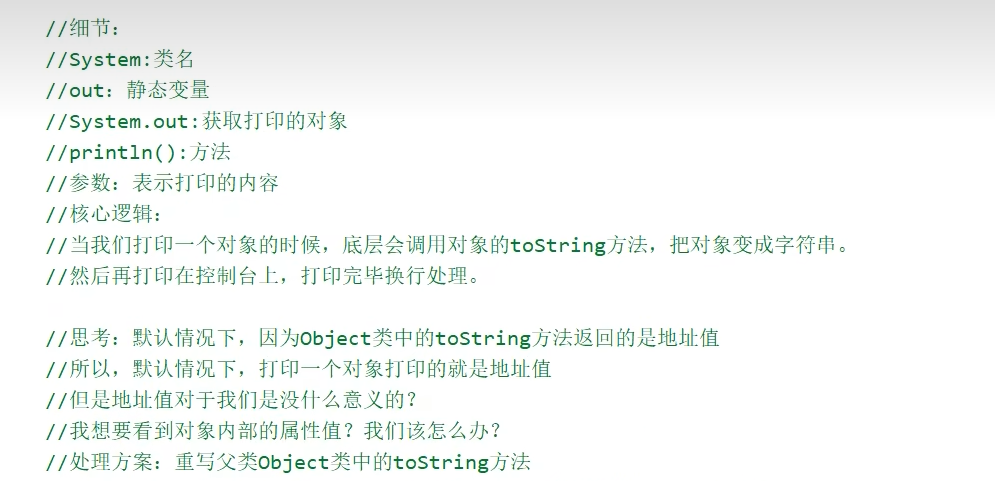 //细节：
//System:类名
//out：静态变量
//System.out:获取打印的对象
//println():方法
//参数：表示打印的内容
//核心逻辑：
//当我们打印一个对象的时候，底层会调用对象的toString方法，把对象变成字符串。
//然后再打印在控制台上，打印完毕换行处理。
//思考：默认情况下，因为Object类中的toString方法返回的是地址值
//所以，默认情况下，打印一个对象打印的就是地址值
//但是地址值对于我们是没什么意义的？
//我想要看到对象内部的属性值？我们该怎么办？
//处理方案：重写父类Object类中的toString方法